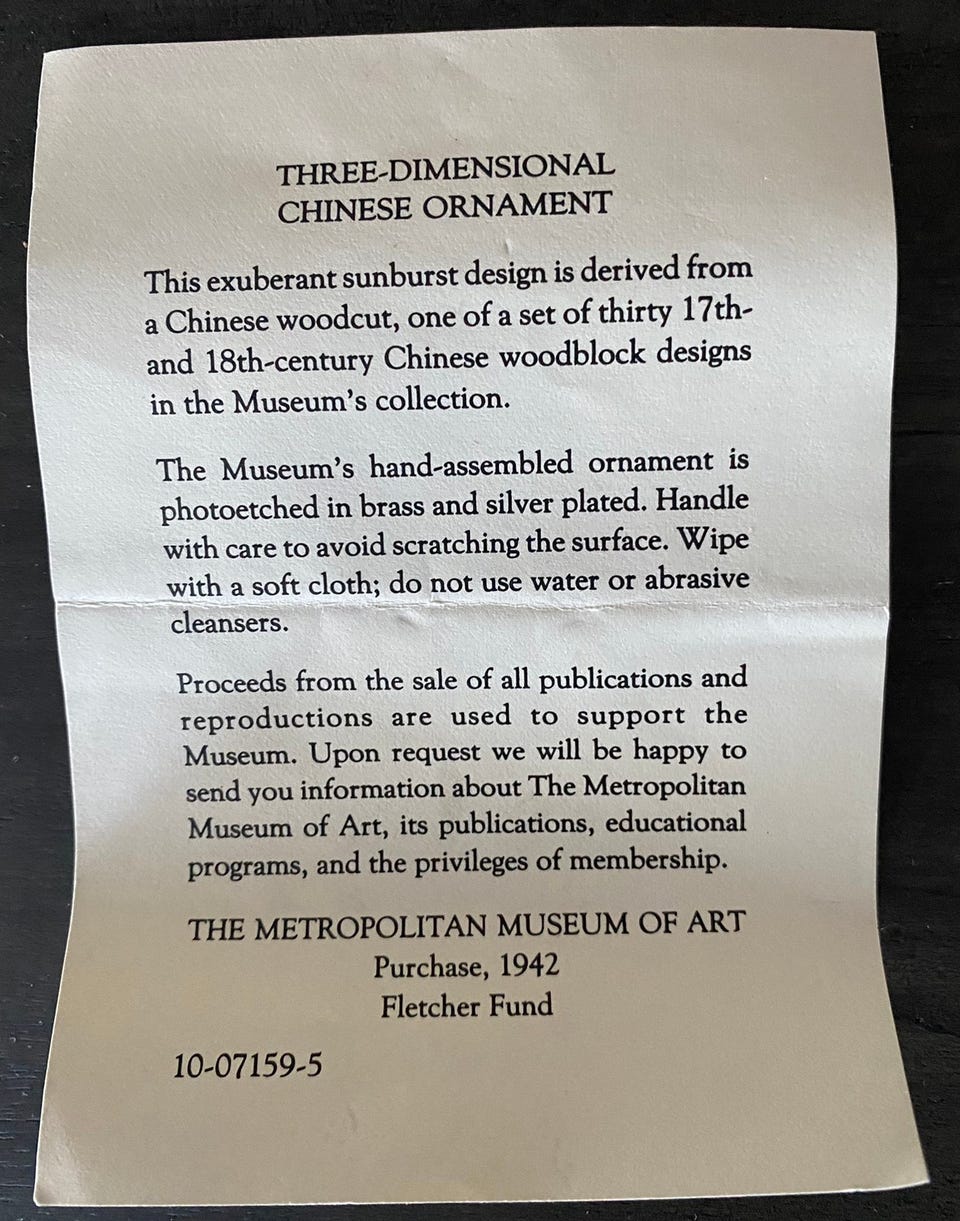 THREE-DIMENSIONAL
CHINESE ORNAMENT
This exuberant sunburst design is derived from
a Chinese woodcut, one of a set of thirty 17th-
and 18th-century Chinese woodblock designs
in the Museum's collection.
The Museum's hand-assembled ornament is
photoetched in brass and silver plated. Handle
with care to avoid scratching the surface. Wipe
with a soft cloth; do not use water or abrasive
cleansers.
Proceeds from the sale of all publications and
reproductions are used to support the
Museum. Upon request we will be happy to
send you information about The Metropolitan
Museum of Art, its publications, educational
programs, and the privileges of membership.
THE METROPOLITAN MUSEUM OF ART
Purchase, 1942
Fletcher Fund
10-07159-5